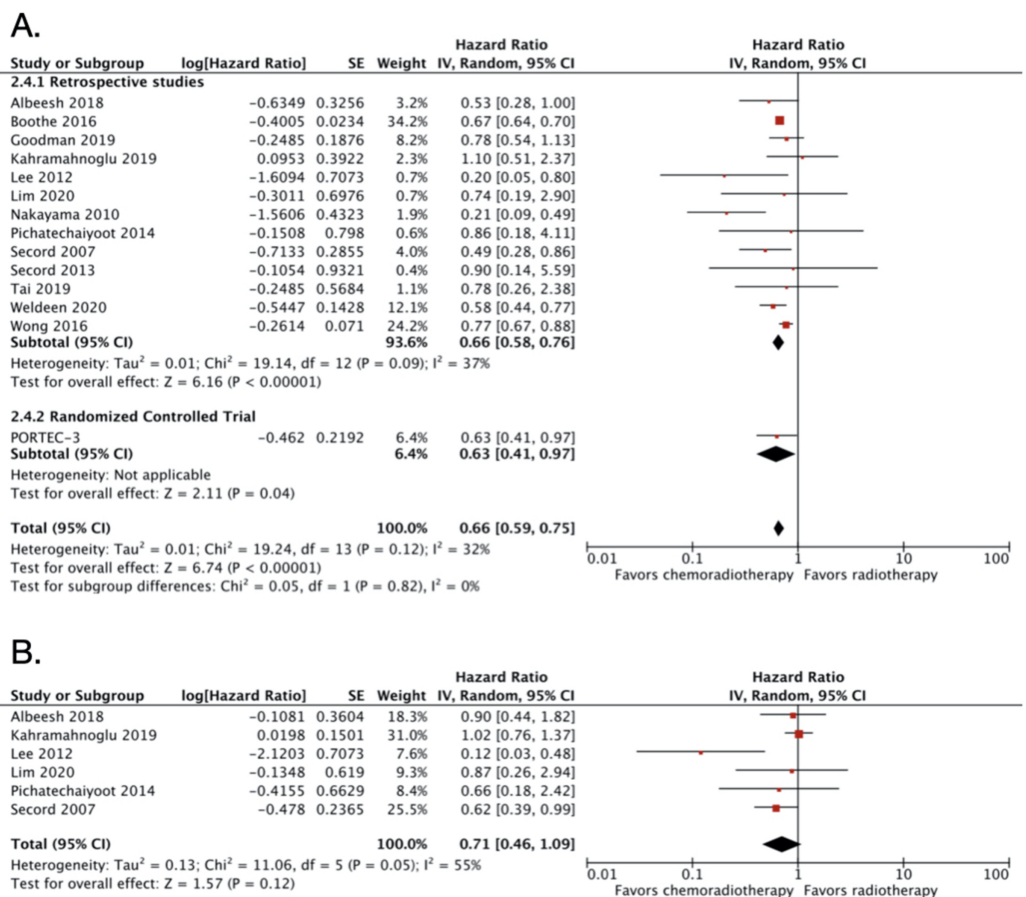 A.
Hazard Ratio Hazard Ratio
Study or Subgroup log[Hazard Ratio] SE Weight IV, Random, 95% CI IV, Random, 95% CI
2.4.1 Retrospective studies
Albeesh 2018 -0.6349 0.3256 3.2% 0.53 [0.28, 1.00]
Boothe 2016 -0.4005 0.0234 34.2% 0.67 [0.64, 0.70]
Goodman 2019 -0.2485 0.1876 8.2% 0.78 [0.54, 1.13]
Kahramahnoglu 2019 0.0953 0.3922 2.3% 1.10 [0.51, 2.37]
Lee 2012 -1.6094 0.7073 0.7% 0.20 [0.05, 0.80]
Lim 2020 -0.3011 0.6976 0.7% 0.74 [0.19, 2.90]
Nakayama 2010 -1.5606 0.4323 1.9% 0.21 [0.09, 0.49]
Pichatechaiyoot 2014 -0.1508 0.798 0.6% 0.86 [0.18, 4.11]
Secord 2007 -0.7133 0.2855 4.0% 0.49 [0.28, 0.86]
Secord 2013 -0.1054 0.9321 0.4% 0.90 [0.14, 5.59]
Tai 2019 -0.2485 0.5684 1.1% 0.78 [0.26, 2.38]
Weldeen 2020 -0.5447 0.1428 12.1% 0.58 [0.44, 0.77]
Wong 2016 -0.2614 0.071 24.2% 0.77 [0.67, 0.88]
Subtotal (95% CI) 93.6% 0.66 [0.58, 0.76]
Heterogeneity: Tau² = 0.01; Chi² = 19.14, df = 12 (P = 0.09); I² = 37%
Test for overall effect: Z = 6.16 (P < 0.00001)
2.4.2 Randomized Controlled Trial
PORTEC-3 -0.462 0.2192 6.4% 0.63 [0.41, 0.97]
Subtotal (95% CI) 6.4% 0.63 [0.41, 0.97]
Heterogeneity: Not applicable
Test for overall effect: Z = 2.11 (P = 0.04)
Total (95% CI) 100.0% 0.66 [0.59, 0.75]
Heterogeneity: Tau² = 0.01; Chi² = 19.24, df = 13 (P = 0.12); I² = 32%
Test for overall effect: Z = 6.74 (P < 0.00001)
Test for subgroup differences: Chi² = 0.05, df = 1 (P = 0.82), I² = 0%
0.01 0.1 1 10 100
Favors chemoradiotherapy Favors radiotherapy
B.
Hazard Ratio Hazard Ratio
Study or Subgroup log[Hazard Ratio] SE Weight IV, Random, 95% CI IV, Random, 95% CI
Albeesh 2018 -0.1081 0.3604 18.3% 0.90 [0.44, 1.82]
Kahramahnoglu 2019 0.0198 0.1501 31.0% 1.02 [0.76, 1.37]
Lee 2012 -2.1203 0.7073 7.6% 0.12 [0.03, 0.48]
Lim 2020 -0.1348 0.619 9.3% 0.87 [0.26, 2.94]
Pichatechaiyoot 2014 -0.4155 0.6629 8.4% 0.66 [0.18, 2.42]
Secord 2007 -0.478 0.2365 25.5% 0.62 [0.39, 0.99]
Total (95% CI) 100.0% 0.71 [0.46, 1.09]
Heterogeneity: Tau² = 0.13; Chi² = 11.06, df = 5 (P = 0.05); I² = 55%
Test for overall effect: Z = 1.57 (P = 0.12)
0.01 0.1 1 10 100
Favors chemoradiotherapy Favors radiotherapy